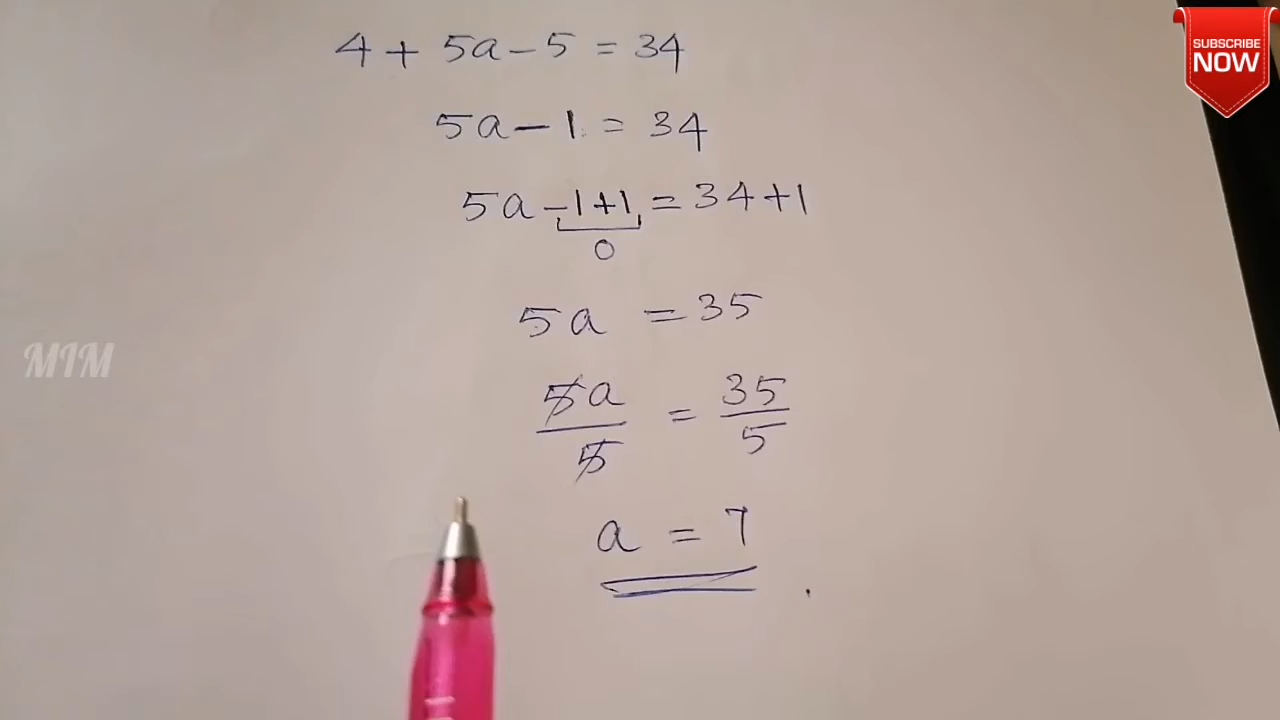 4 + 5a - 5 = 34
5a - 1 = 34
5a - 1 + 1 = 34 + 1
0
5a = 35
5a/5 = 35/5
a = 7
MIM
SUBSCRIBE
NOW